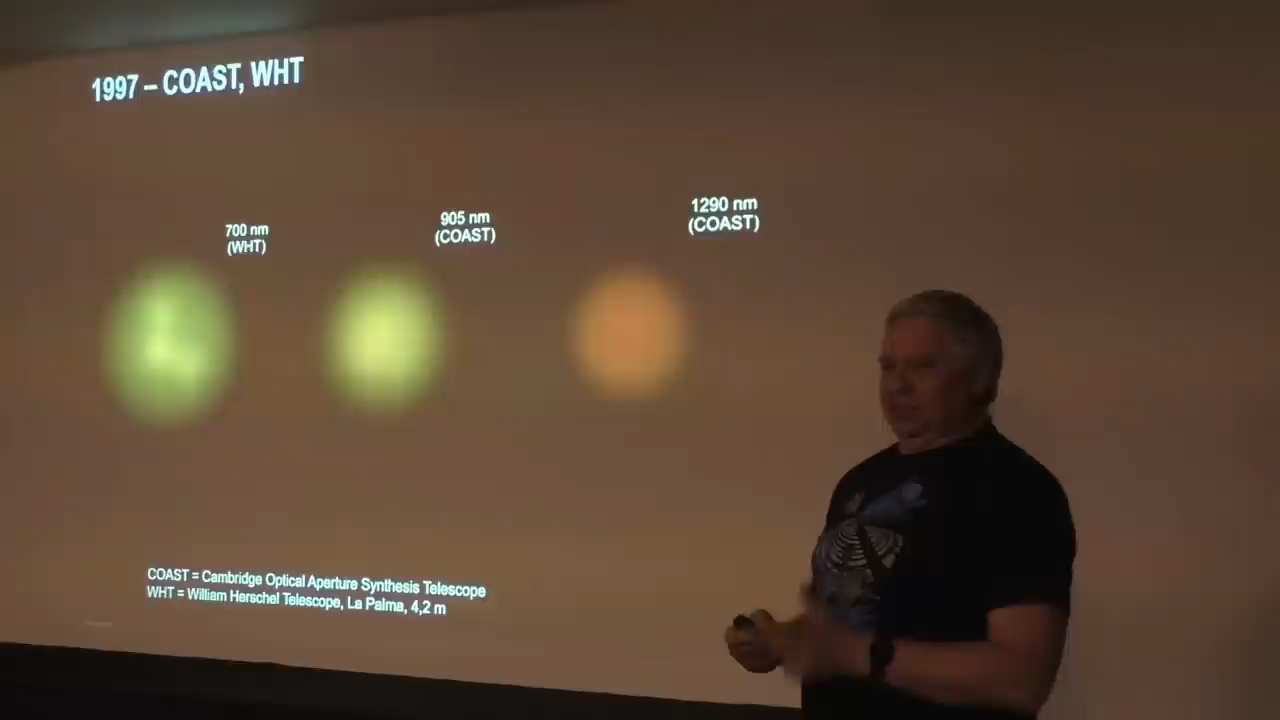 1997 – COAST, WHT
700 nm
(WHT)
905 nm
(COAST)
1290 nm
(COAST)
COAST = Cambridge Optical Aperture Synthesis Telescope
WHT = William Herschel Telescope, La Palma, 4,2 m